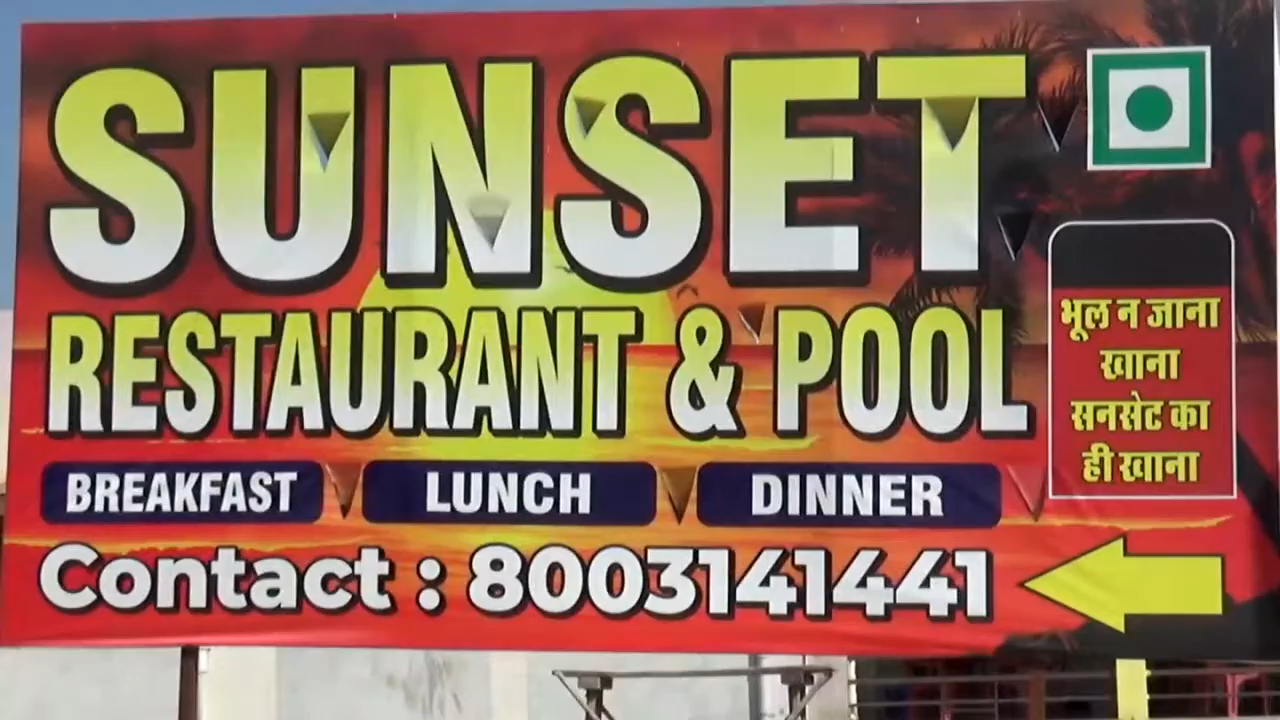 SUNSET
RESTAURANT & POOL
BREAKFAST LUNCH DINNER
Contact : 8003141441
भूल न जाना
खाना
सनसेट का
ही खाना